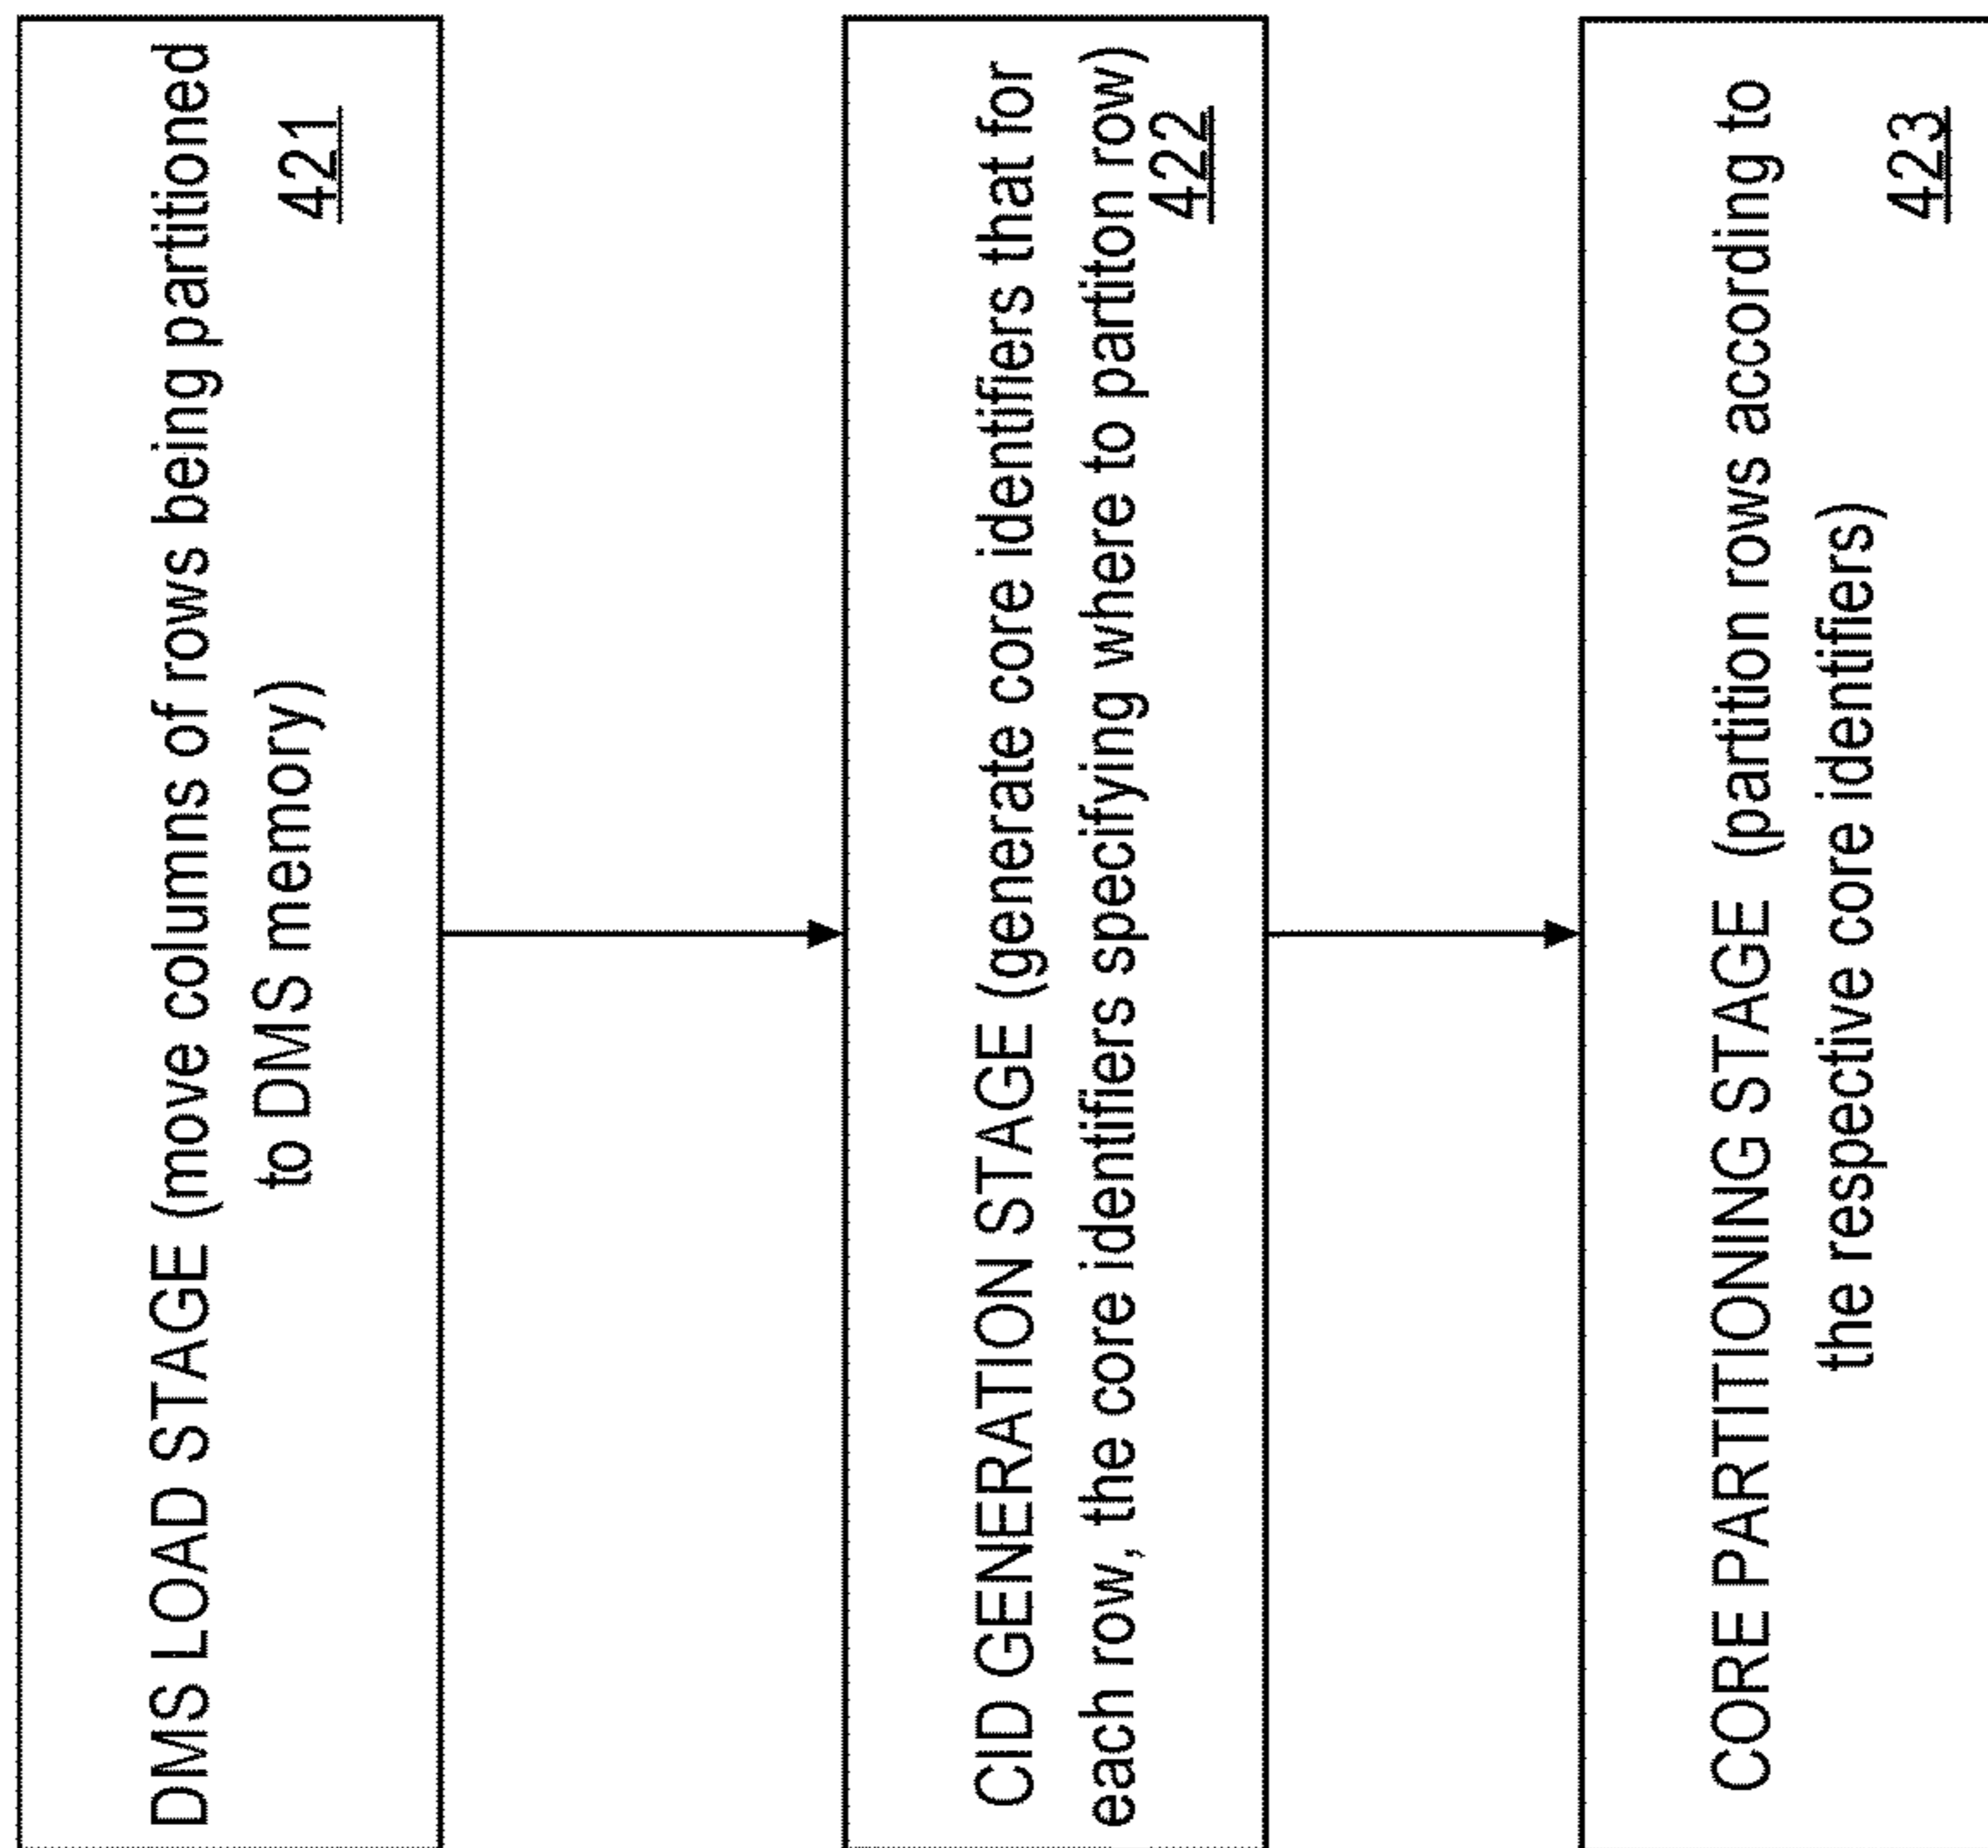 DMS LOAD STAGE (move columns of rows being partitioned
to DMS memory)
421
CID GENERATION STAGE (generate core identifiers that for
each row, the core identifiers specifying where to partiton row)
422
CORE PARTITIONING STAGE (partition rows according to
the respective core identifiers)
423